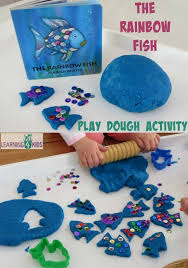 THE
RAINBOW
FISH
THE RAINBOW FISH
PLAY DOUGH ACTIVITY
LEARNING 4 KIDS